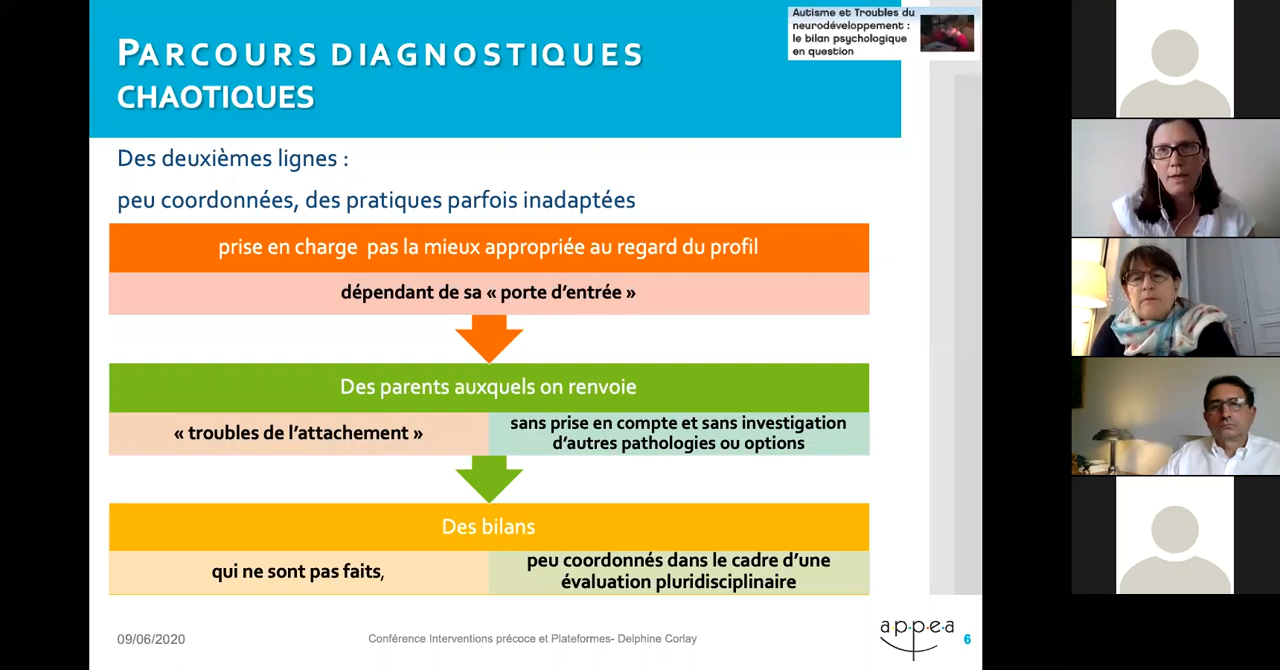 Autisme et Troubles du
neurodéveloppement :
le bilan psychologique
en question
PARCOURS DIAGNOSTIQUES
CHAOTIQUES
Des deuxièmes lignes :
peu coordonnées, des pratiques parfois inadaptées
prise en charge pas la mieux appropriée au regard du profil
dépendant de sa « porte d'entrée »
Des parents auxquels on renvoie
« troubles de l'attachement »
sans prise en compte et sans investigation
d'autres pathologies ou options
Des bilans
qui ne sont pas faits,
peu coordonnés dans le cadre d'une
évaluation pluridisciplinaire
09/06/2020
Conférence Interventions précoce et Plateformes- Delphine Corlay
a.p.p.e.a
6